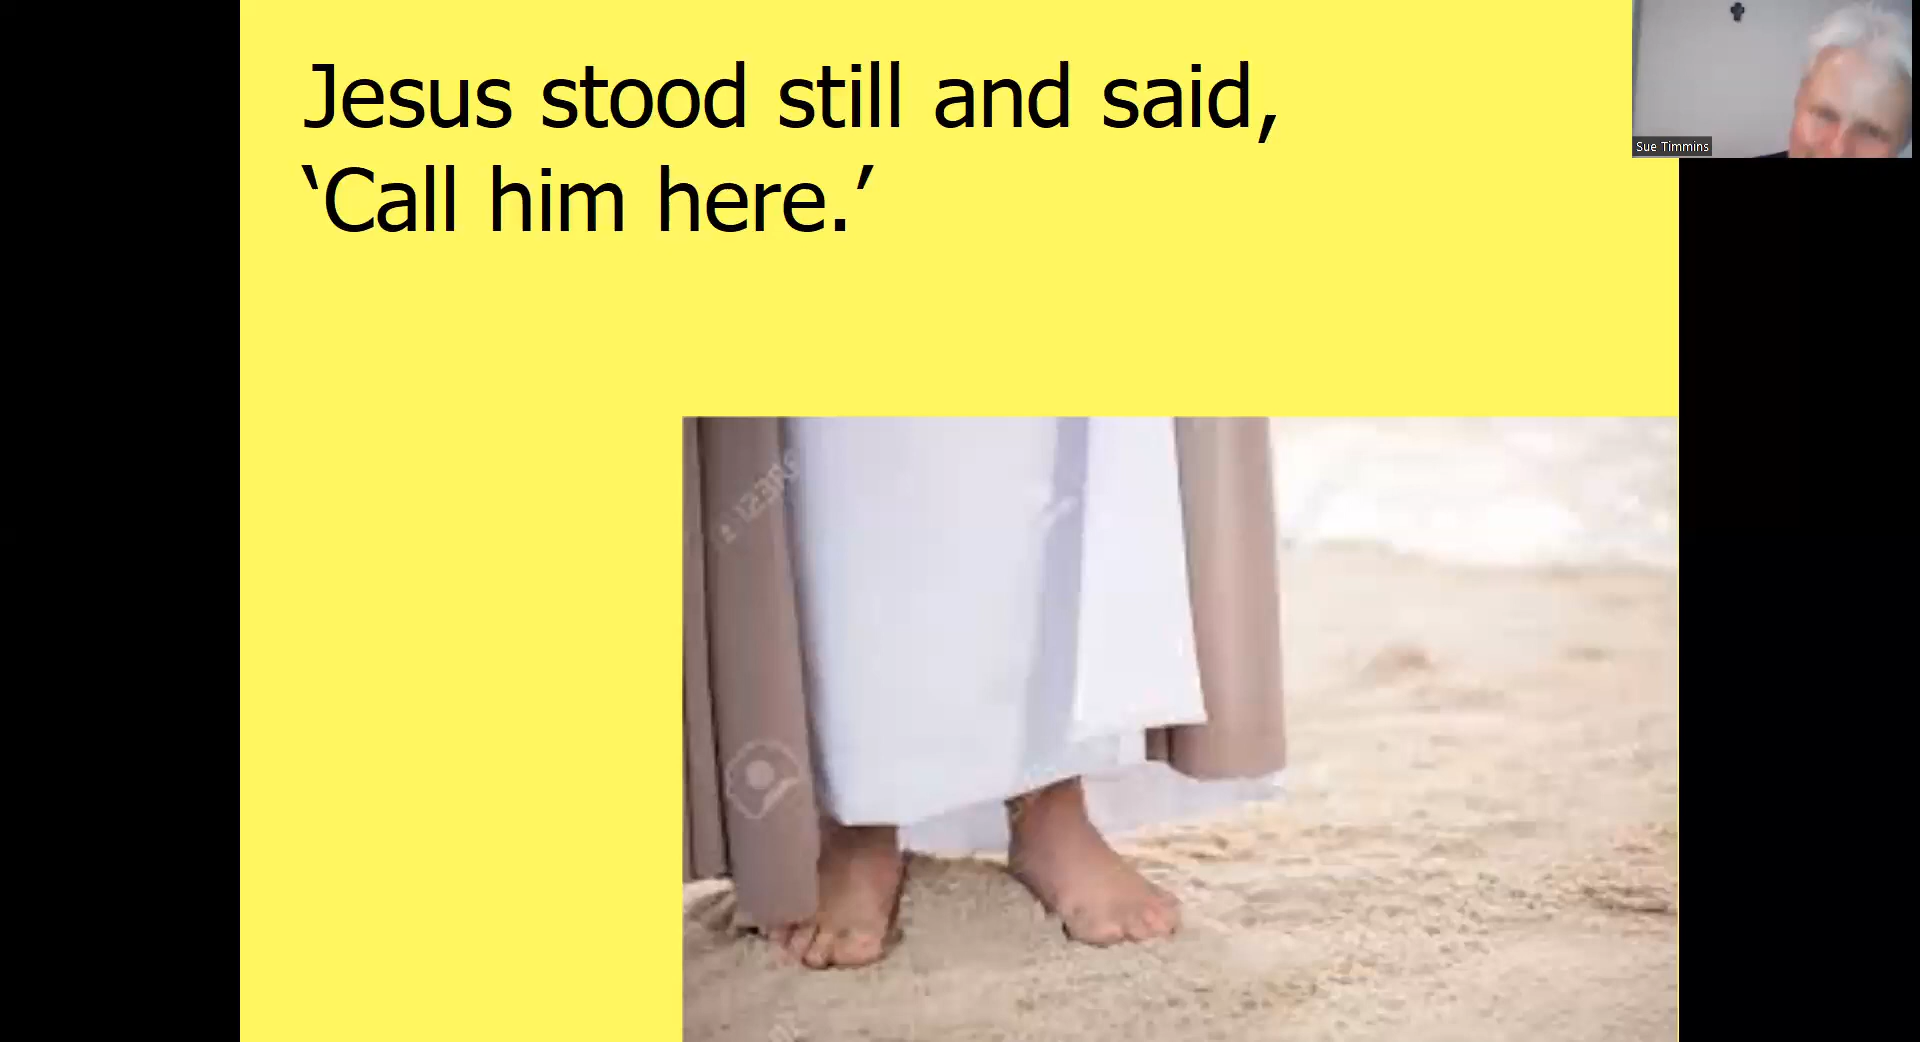 Jesus stood still and said,
‘Call him here.’
Sue Timmins